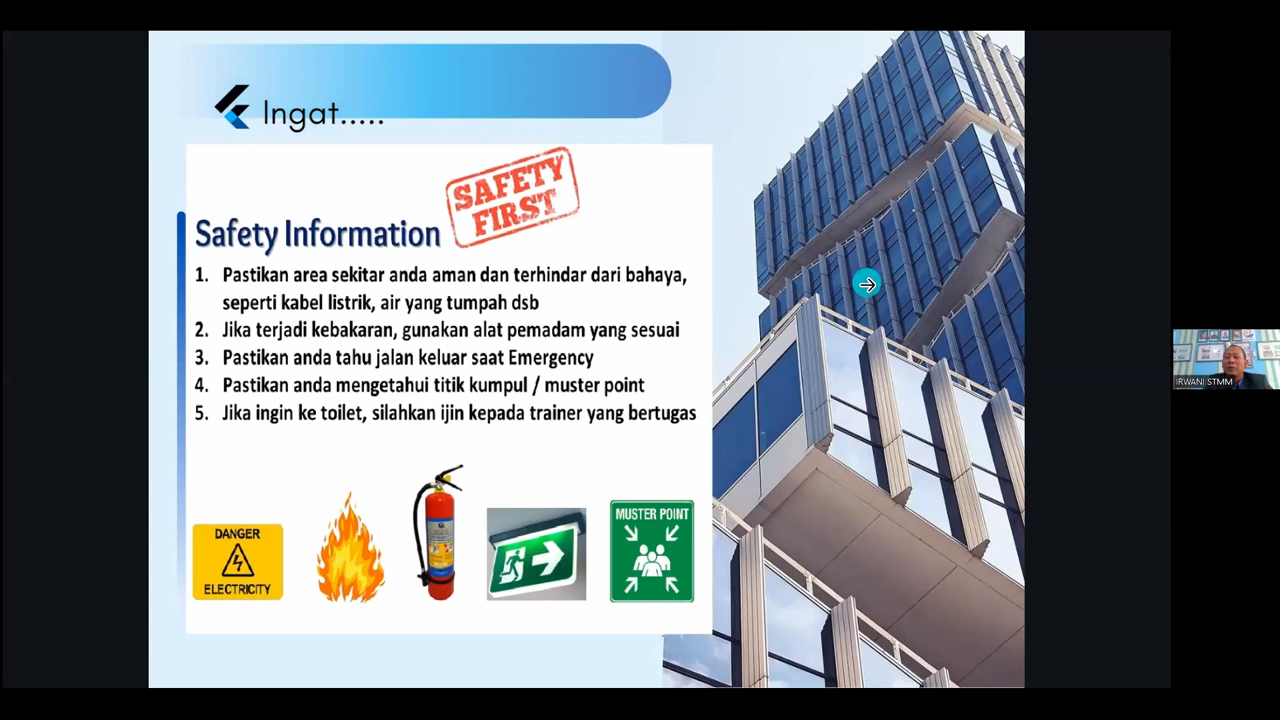 Ingat.....
SAFETY
FIRST
Safety Information
1. Pastikan area sekitar anda aman dan terhindar dari bahaya,
seperti kabel listrik, air yang tumpah dsb
2. Jika terjadi kebakaran, gunakan alat pemadam yang sesuai
3. Pastikan anda tahu jalan keluar saat Emergency
4. Pastikan anda mengetahui titik kumpul / muster point
5. Jika ingin ke toilet, silahkan ijin kepada trainer yang bertugas
DANGER
ELECTRICITY
MUSTER POINT
IRWANI STMM